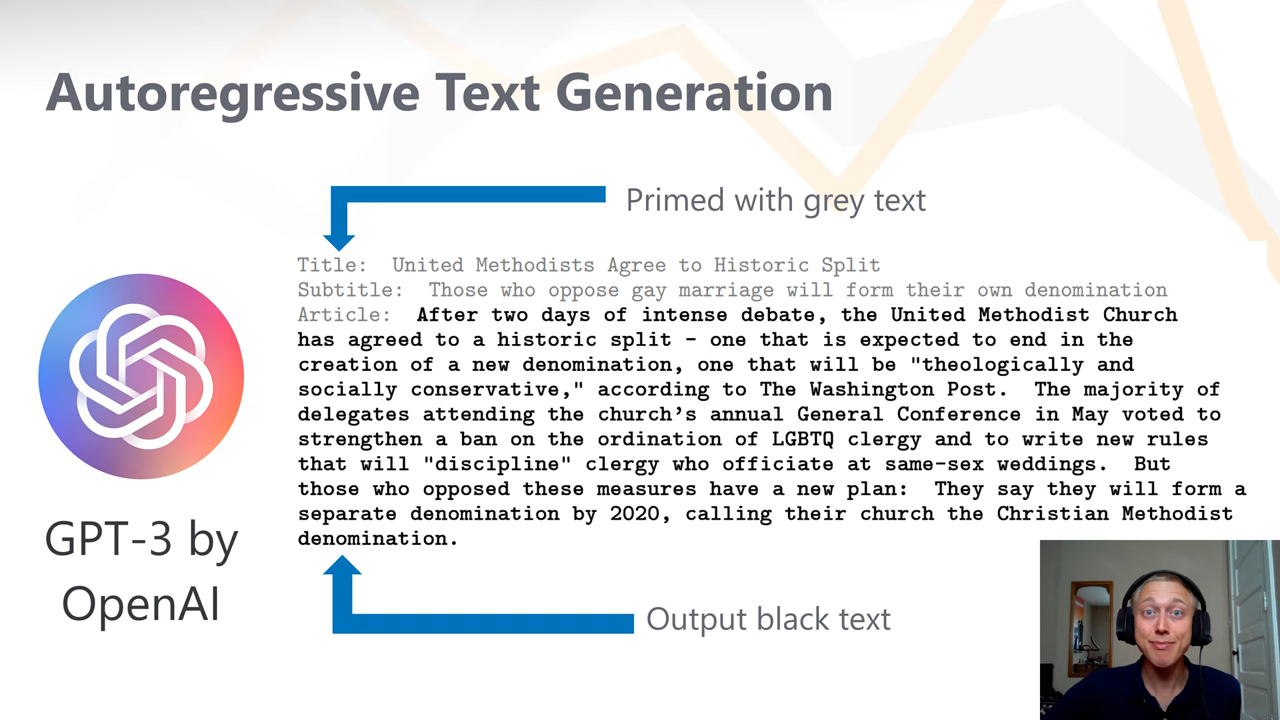 Autoregressive Text Generation
Primed with grey text
Title:  United Methodists Agree to Historic Split
Subtitle:  Those who oppose gay marriage will form their own denomination
Article:  After two days of intense debate, the United Methodist Church
has agreed to a historic split - one that is expected to end in the
creation of a new denomination, one that will be "theologically and
socially conservative," according to The Washington Post.  The majority of
delegates attending the church's annual General Conference in May voted to
strengthen a ban on the ordination of LGBTQ clergy and to write new rules
that will "discipline" clergy who officiate at same-sex weddings.  But
those who opposed these measures have a new plan:  They say they will form a
separate denomination by 2020, calling their church the Christian Methodist
denomination.
GPT-3 by
OpenAI
Output black text